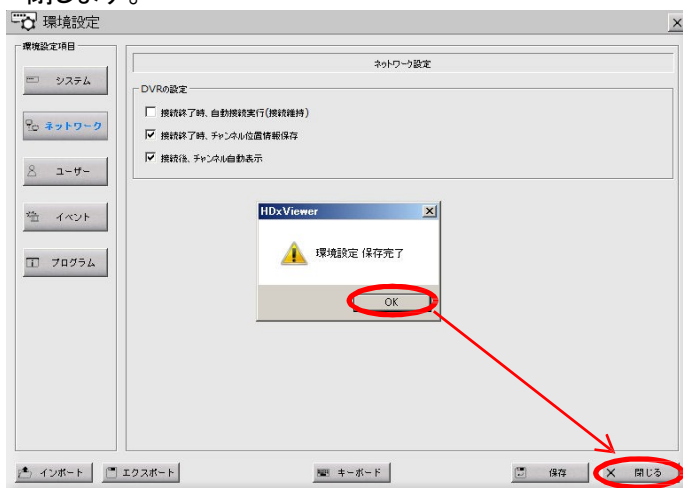 閉じます。
環境設定
環境設定項目
システム
ネットワーク
ユーザー
イベント
プログラム
ネットワーク設定
DVRの設定
接続終了時、自動接続実行(接続維持)
接続終了時、チャンネル位置情報保存
接続後、チャンネル自動表示
HDxViewer
環境設定 保存完了
OK
インポート
エクスポート
キーボード
保存
閉じる